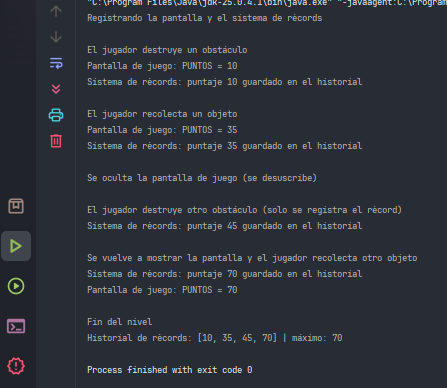 "C:\Program Files\Java\jdk-25.0.4.1\bin\java.exe" "-javaagent:C:\Program
Registrando la pantalla y el sistema de récords
El jugador destruye un obstáculo
Pantalla de juego: PUNTOS = 10
Sistema de récords: puntaje 10 guardado en el historial
El jugador recolecta un objeto
Pantalla de juego: PUNTOS = 35
Sistema de récords: puntaje 35 guardado en el historial
Se oculta la pantalla de juego (se desuscribe)
El jugador destruye otro obstáculo (solo se registra el récord)
Sistema de récords: puntaje 45 guardado en el historial
Se vuelve a mostrar la pantalla y el jugador recolecta otro objeto
Sistema de récords: puntaje 70 guardado en el historial
Pantalla de juego: PUNTOS = 70
Fin del nivel
Historial de récords: [10, 35, 45, 70] | máximo: 70
Process finished with exit code 0